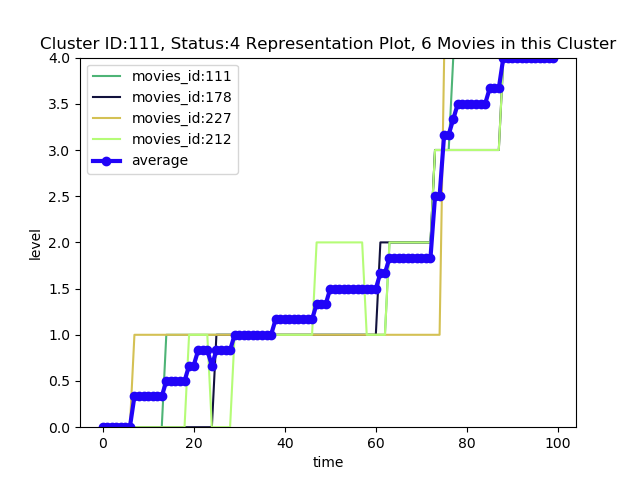 Cluster ID:111, Status:4 Representation Plot, 6 Movies in this Cluster
movies_id:111
movies_id:178
movies_id:227
movies_id:212
average
level
4.0
3.5
3.0
2.5
2.0
1.5
1.0
0.5
0.0
0 20 40 60 80 100
time